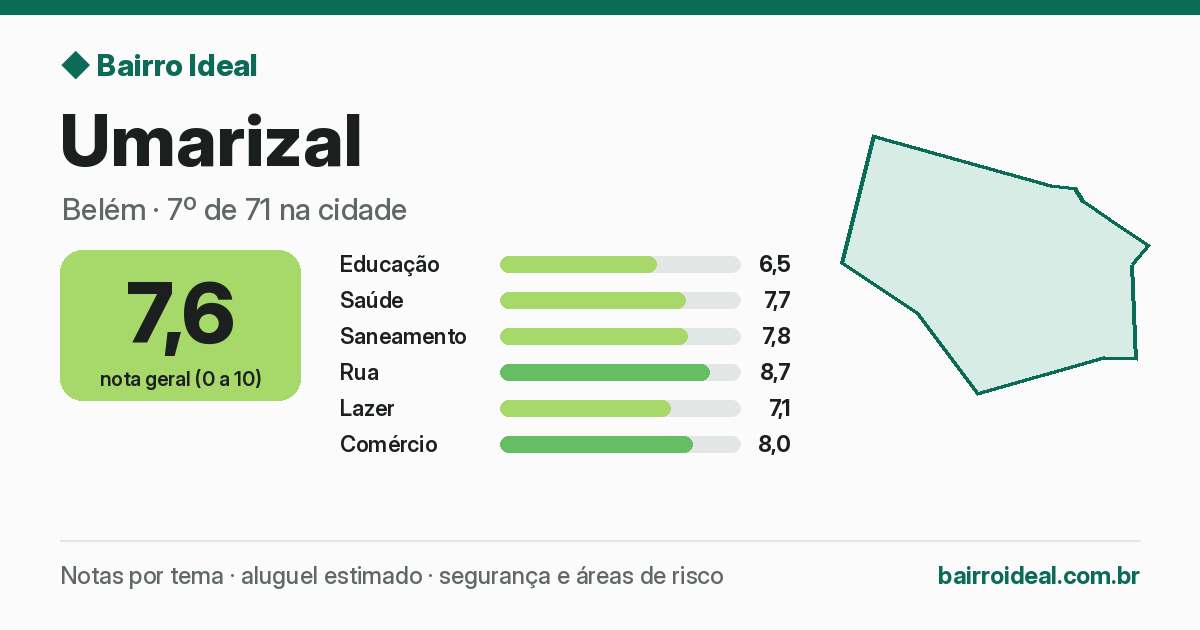 Bairro Ideal
Umarizal
Belém · 7º de 71 na cidade
7,6
nota geral (0 a 10)
Educação 6,5
Saúde 7,7
Saneamento 7,8
Rua 8,7
Lazer 7,1
Comércio 8,0
Notas por tema · aluguel estimado · segurança e áreas de risco
bairroideal.com.br